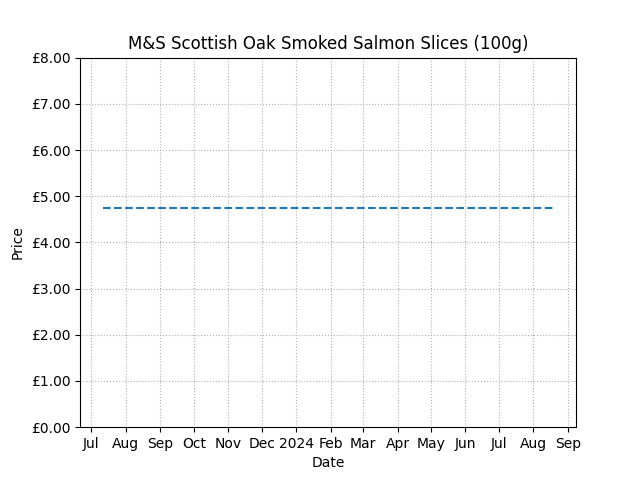 M&S Scottish Oak Smoked Salmon Slices (100g)
£8.00
£7.00
£6.00
£5.00
£4.00
£3.00
£2.00
£1.00
£0.00
Price
Jul Aug Sep Oct Nov Dec 2024 Feb Mar Apr May Jun Jul Aug Sep
Date